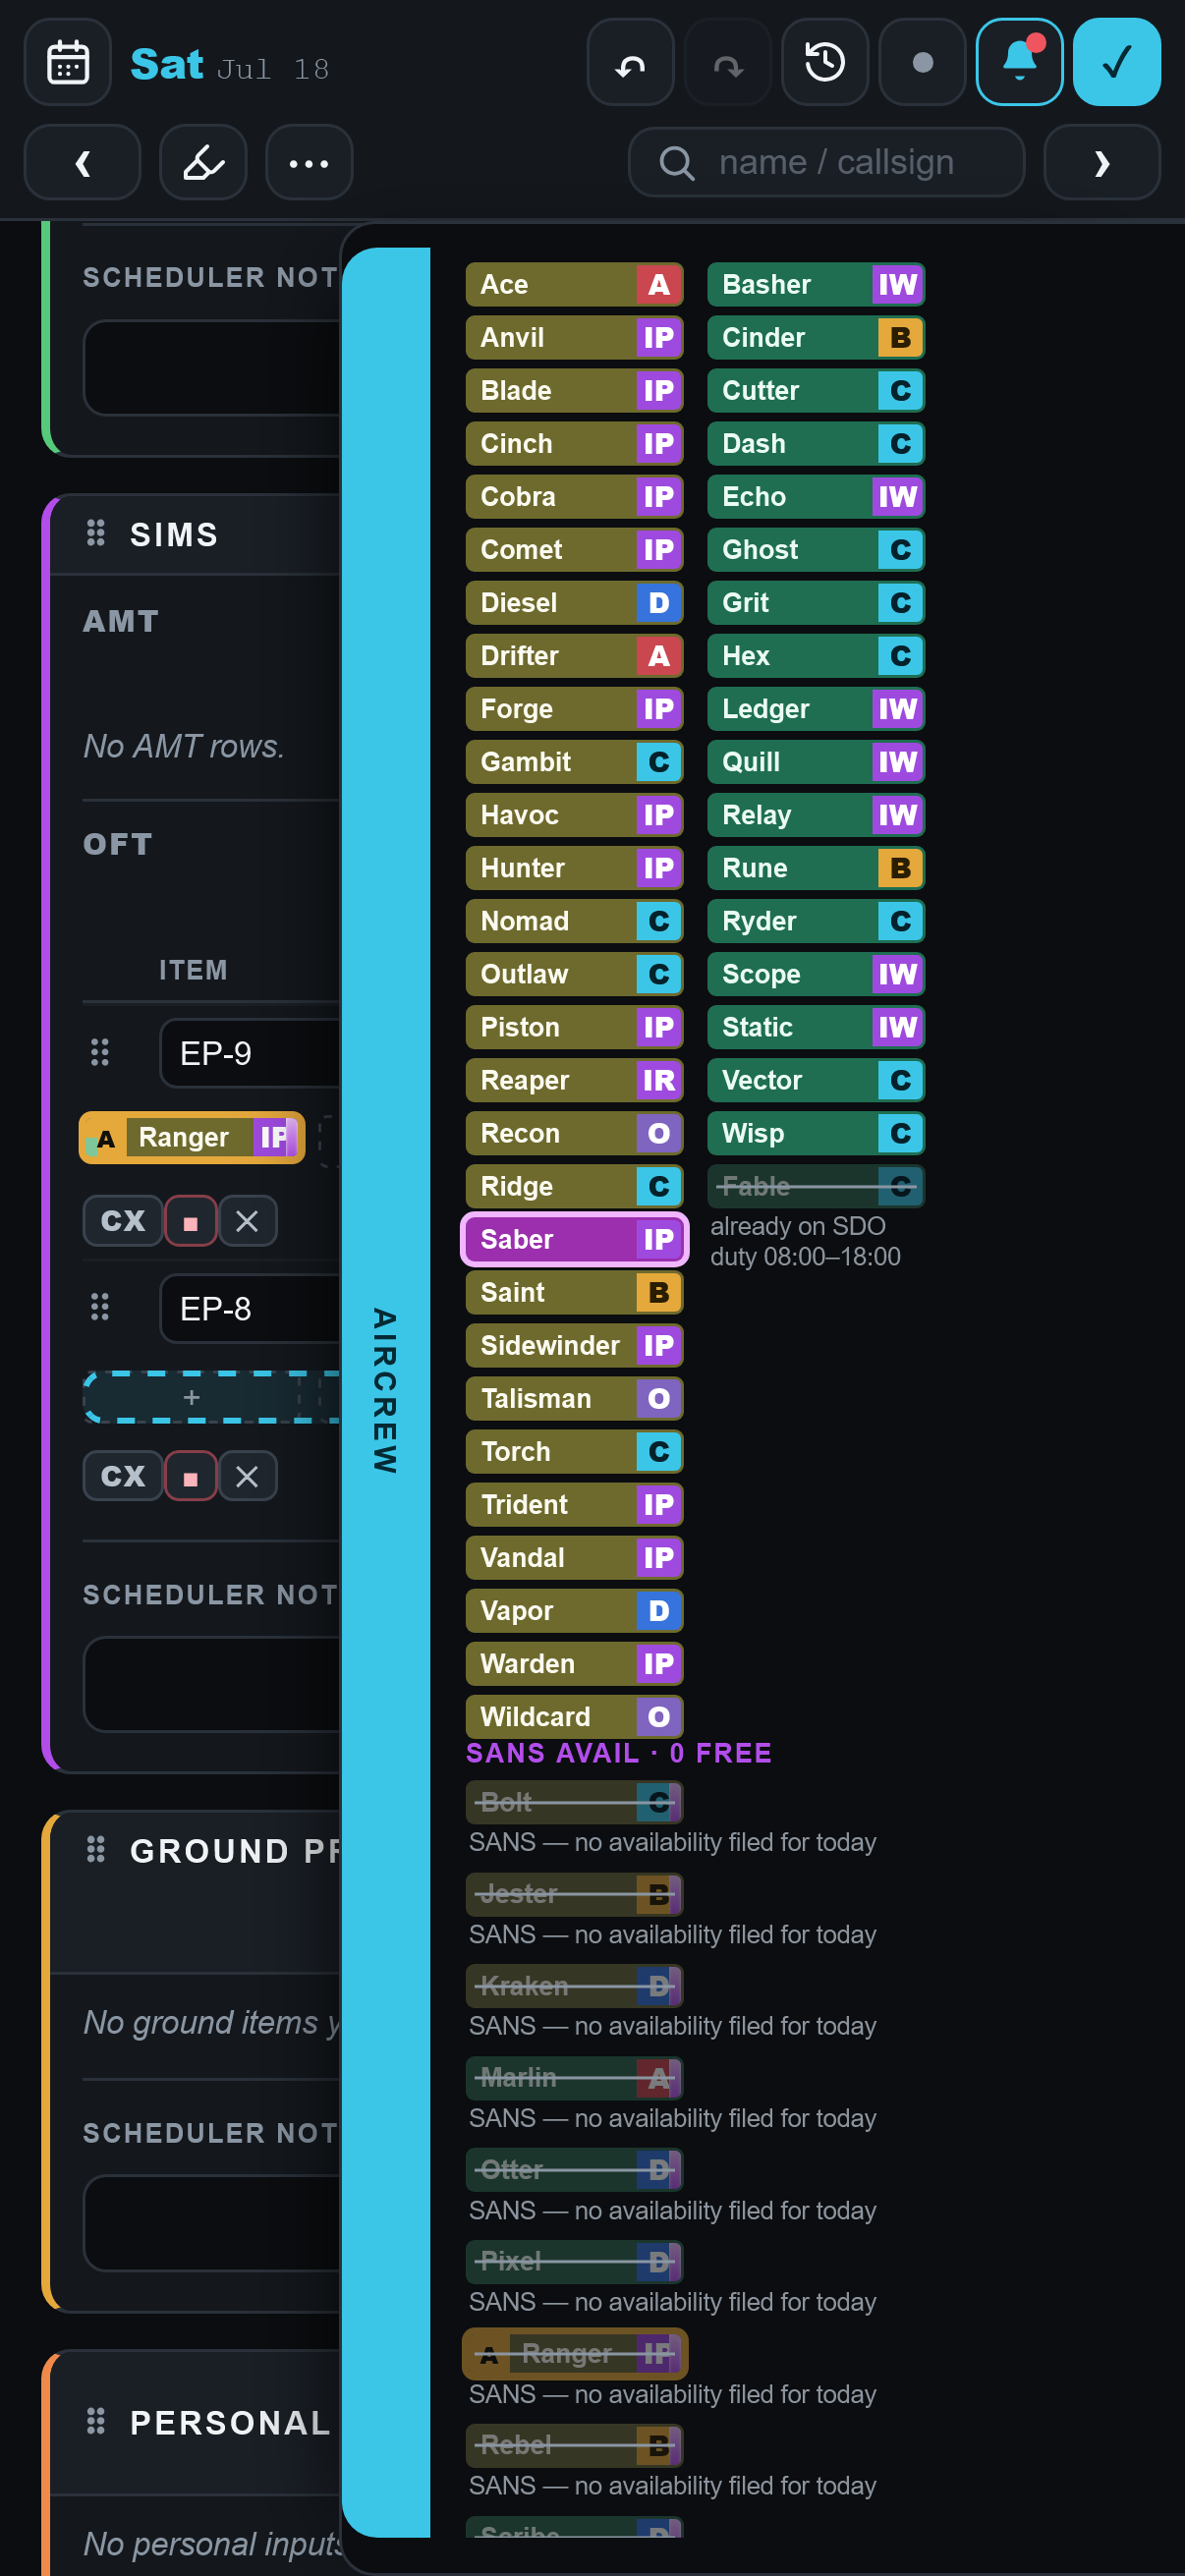 Sat Jul 18
name / callsign
SCHEDULER NOT
SIMS
AMT
No AMT rows.
OFT
ITEM
EP-9
A Ranger IP
CX
EP-8
+
CX
SCHEDULER NOT
GROUND PR
No ground items y
SCHEDULER NOT
PERSONAL
No personal inputs
AIRCREW
Ace A
Anvil IP
Blade IP
Cinch IP
Cobra IP
Comet IP
Diesel D
Drifter A
Forge IP
Gambit C
Havoc IP
Hunter IP
Nomad C
Outlaw C
Piston IP
Reaper IR
Recon O
Ridge C
Saber IP
Saint B
Sidewinder IP
Talisman O
Torch C
Trident IP
Vandal IP
Vapor D
Warden IP
Wildcard O
Basher IW
Cinder B
Cutter C
Dash C
Echo IW
Ghost C
Grit C
Hex C
Ledger IW
Quill IW
Relay IW
Rune B
Ryder C
Scope IW
Static IW
Vector C
Wisp C
Fable C
already on SDO
duty 08:00–18:00
SANS AVAIL · 0 FREE
Bolt C
SANS — no availability filed for today
Jester B
SANS — no availability filed for today
Kraken D
SANS — no availability filed for today
Marlin A
SANS — no availability filed for today
Otter D
SANS — no availability filed for today
Pixel D
SANS — no availability filed for today
A Ranger IP
SANS — no availability filed for today
Rebel B
SANS — no availability filed for today